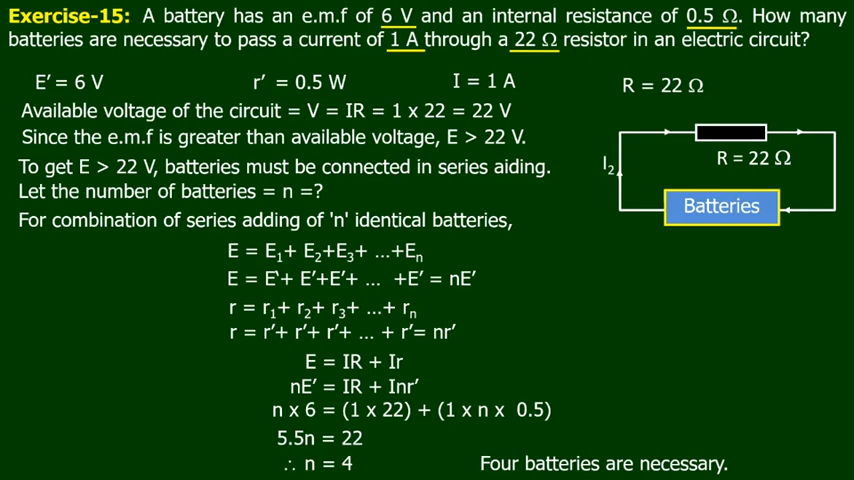 Exercise-15: A battery has an e.m.f of 6 V and an internal resistance of 0.5 Ω. How many
batteries are necessary to pass a current of 1 A through a 22 Ω resistor in an electric circuit?
E′ = 6 V r′ = 0.5 W I = 1 A R = 22 Ω
Available voltage of the circuit = V = IR = 1 x 22 = 22 V
Since the e.m.f is greater than available voltage, E > 22 V.
To get E > 22 V, batteries must be connected in series aiding.
Let the number of batteries = n =?
For combination of series adding of 'n' identical batteries,
E = E₁+ E₂+E₃+ ...+Eₙ
E = E‵+ E′+E′+ ... +E′ = nE′
r = r₁+ r₂+ r₃+ ...+ rₙ
r = r′+ r′+ r′+ ... + r′= nr′
E = IR + Ir
nE′ = IR + Inr′
n x 6 = (1 x 22) + (1 x n x 0.5)
5.5n = 22
∴ n = 4 Four batteries are necessary.
I₂
R = 22 Ω
Batteries